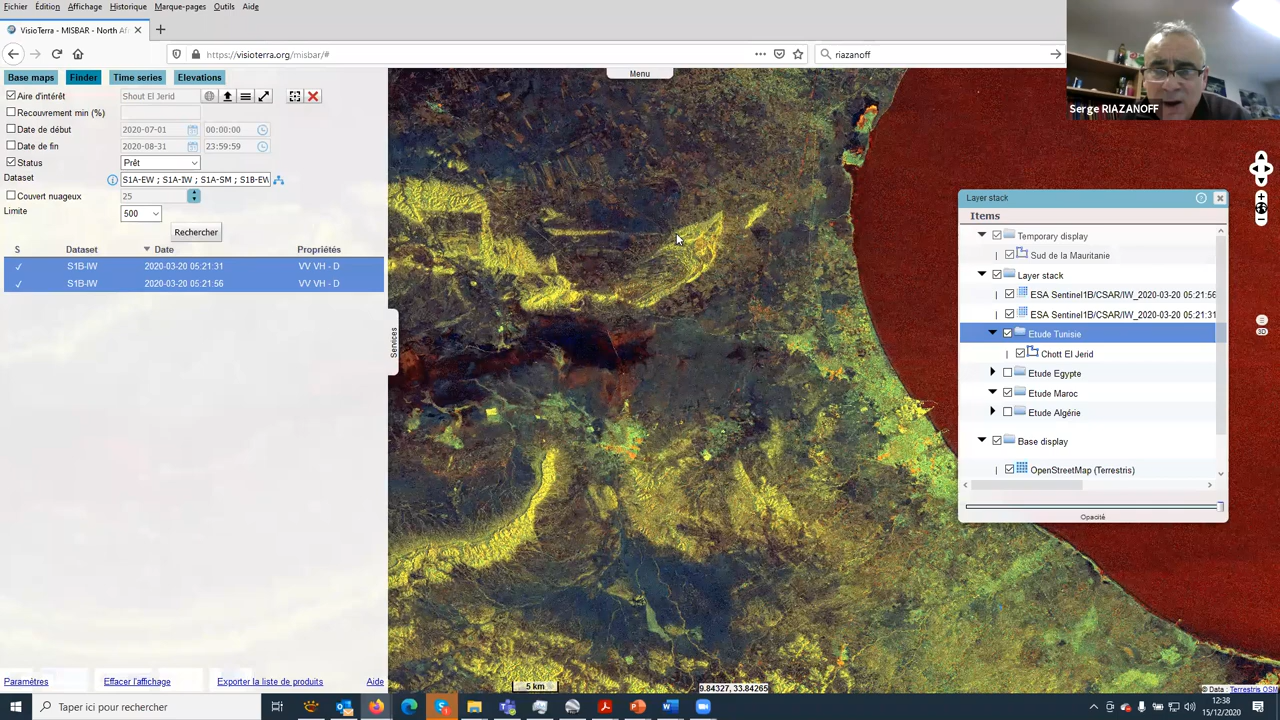 Fichier Édition Affichage Historique Marque-pages Outils Aide
VisioTerra - MISBAR - North Af
https://visioterra.org/misbar/#
riazanoff
Base maps Finder Time series Elevations
Menu
Serge RIAZANOFF
Aire d'intérêt Shout El Jerid
Recouvrement min (%)
Date de début 2020-07-01 00:00:00
Date de fin 2020-08-31 23:59:59
Status Prêt
Dataset S1A-EW ; S1A-IW ; S1A-SM ; S1B-EW
Couvert nuageux 25
Limite 500
Rechercher
S Dataset Date Propriétés
✓ S1B-IW 2020-03-20 05:21:31 VV VH - D
✓ S1B-IW 2020-03-20 05:21:56 VV VH - D
Services
Layer stack
Items
Temporary display
Sud de la Mauritanie
Layer stack
ESA Sentinel1B/CSAR/IW_2020-03-20 05:21:56
ESA Sentinel1B/CSAR/IW_2020-03-20 05:21:31
Etude Tunisie
Chott El Jerid
Etude Egypte
Etude Maroc
Etude Algérie
Base display
OpenStreetMap (Terrestris)
Opacité
3D
Paramètres Effacer l'affichage Exporter la liste de produits Aide
5 km
9.84327, 33.84265
© Data : Terrestris OSM
Taper ici pour rechercher
12:38
15/12/2020